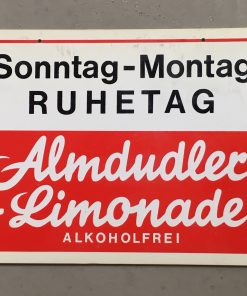 Sonntag-Montag
RUHETAG
Almdudler
-Limonade
ALKOHOLFREI